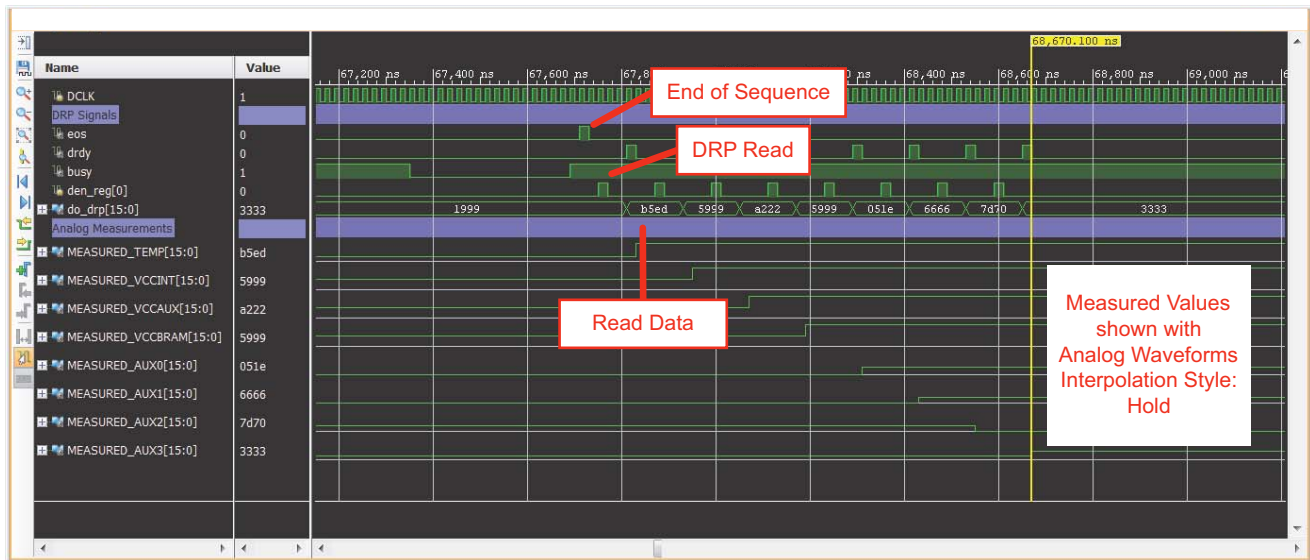 68,670.100 ns
Name Value
67,200 ns 67,400 ns 67,600 ns 67,8 ns 68,400 ns 68,600 ns 68,800 ns 69,000 ns
DCLK 1
End of Sequence
DRP Signals
eos 0
drdy 0
DRP Read
busy 1
den_reg[0] 0
do_drp[15:0] 3333 1999 b5ed 5999 a222 5999 051e 6666 7d70 3333
Analog Measurements
MEASURED_TEMP[15:0] b5ed
MEASURED_VCCINT[15:0] 5999
MEASURED_VCCAUX[15:0] a222
Read Data
MEASURED_VCCBRAM[15:0] 5999
MEASURED_AUX0[15:0] 051e
MEASURED_AUX1[15:0] 6666
MEASURED_AUX2[15:0] 7d70
MEASURED_AUX3[15:0] 3333
Measured Values
shown with
Analog Waveforms
Interpolation Style:
Hold